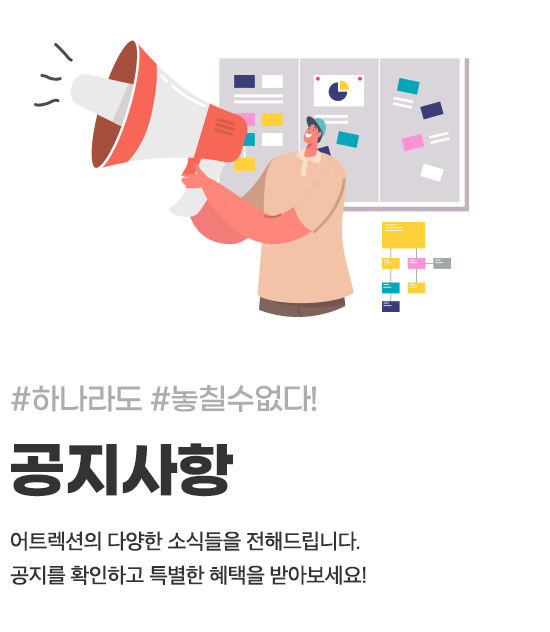 #하나라도 #놓칠수없다!
공지사항
어트렉션의 다양한 소식들을 전해드립니다.
공지를 확인하고 특별한 혜택을 받아보세요!